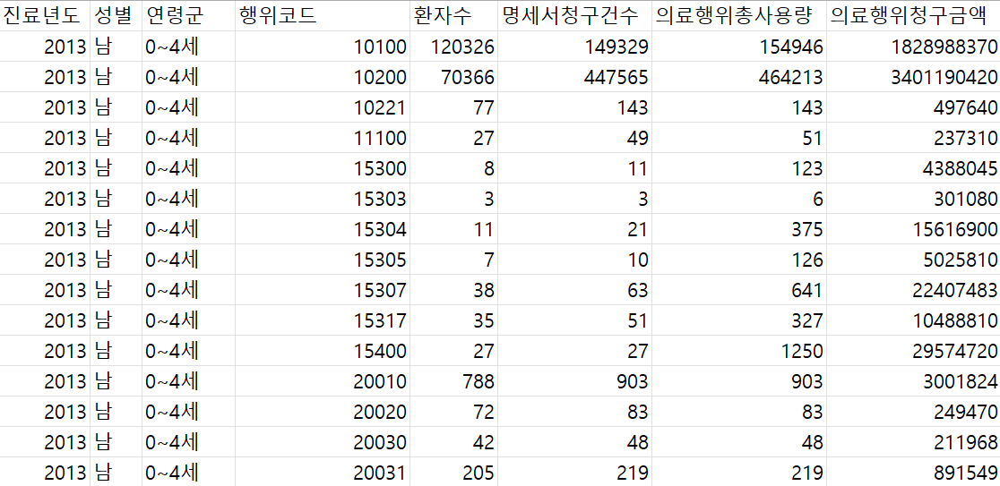 진료년도 성별 연령군 행위코드 환자수 명세서청구건수 의료행위총사용량 의료행위청구금액
2013 남 0~4세 10100 120326 149329 154946 1828988370
2013 남 0~4세 10200 70366 447565 464213 3401190420
2013 남 0~4세 10221 77 143 143 497640
2013 남 0~4세 11100 27 49 51 237310
2013 남 0~4세 15300 8 11 123 4388045
2013 남 0~4세 15303 3 3 6 301080
2013 남 0~4세 15304 11 21 375 15616900
2013 남 0~4세 15305 7 10 126 5025810
2013 남 0~4세 15307 38 63 641 22407483
2013 남 0~4세 15317 35 51 327 10488810
2013 남 0~4세 15400 27 27 1250 29574720
2013 남 0~4세 20010 788 903 903 3001824
2013 남 0~4세 20020 72 83 83 249470
2013 남 0~4세 20030 42 48 48 211968
2013 남 0~4세 20031 205 219 219 891549